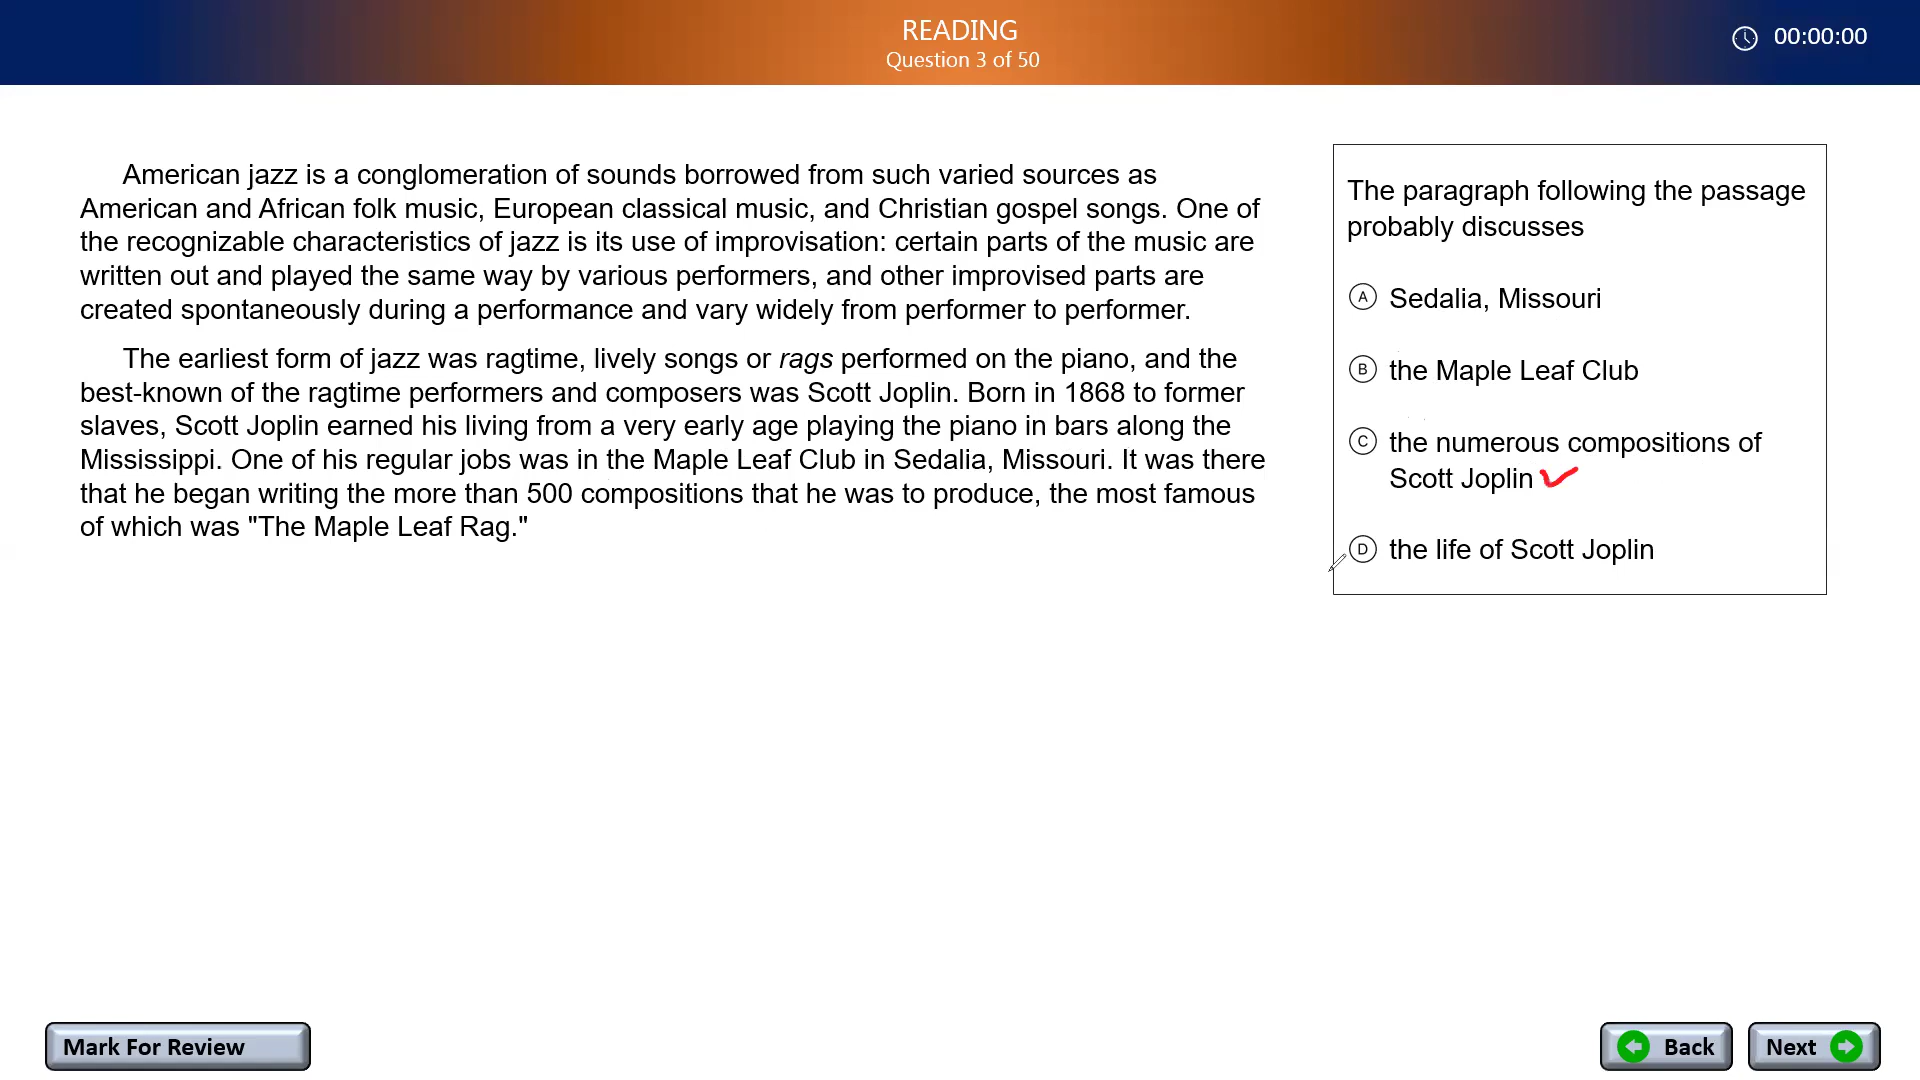 READING
Question 3 of 50
00:00:00
American jazz is a conglomeration of sounds borrowed from such varied sources as
American and African folk music, European classical music, and Christian gospel songs. One of
the recognizable characteristics of jazz is its use of improvisation: certain parts of the music are
written out and played the same way by various performers, and other improvised parts are
created spontaneously during a performance and vary widely from performer to performer.
The earliest form of jazz was ragtime, lively songs or rags performed on the piano, and the
best-known of the ragtime performers and composers was Scott Joplin. Born in 1868 to former
slaves, Scott Joplin earned his living from a very early age playing the piano in bars along the
Mississippi. One of his regular jobs was in the Maple Leaf Club in Sedalia, Missouri. It was there
that he began writing the more than 500 compositions that he was to produce, the most famous
of which was "The Maple Leaf Rag."
The paragraph following the passage
probably discusses
A Sedalia, Missouri
B the Maple Leaf Club
C the numerous compositions of
Scott Joplin
D the life of Scott Joplin
Mark For Review
Back
Next